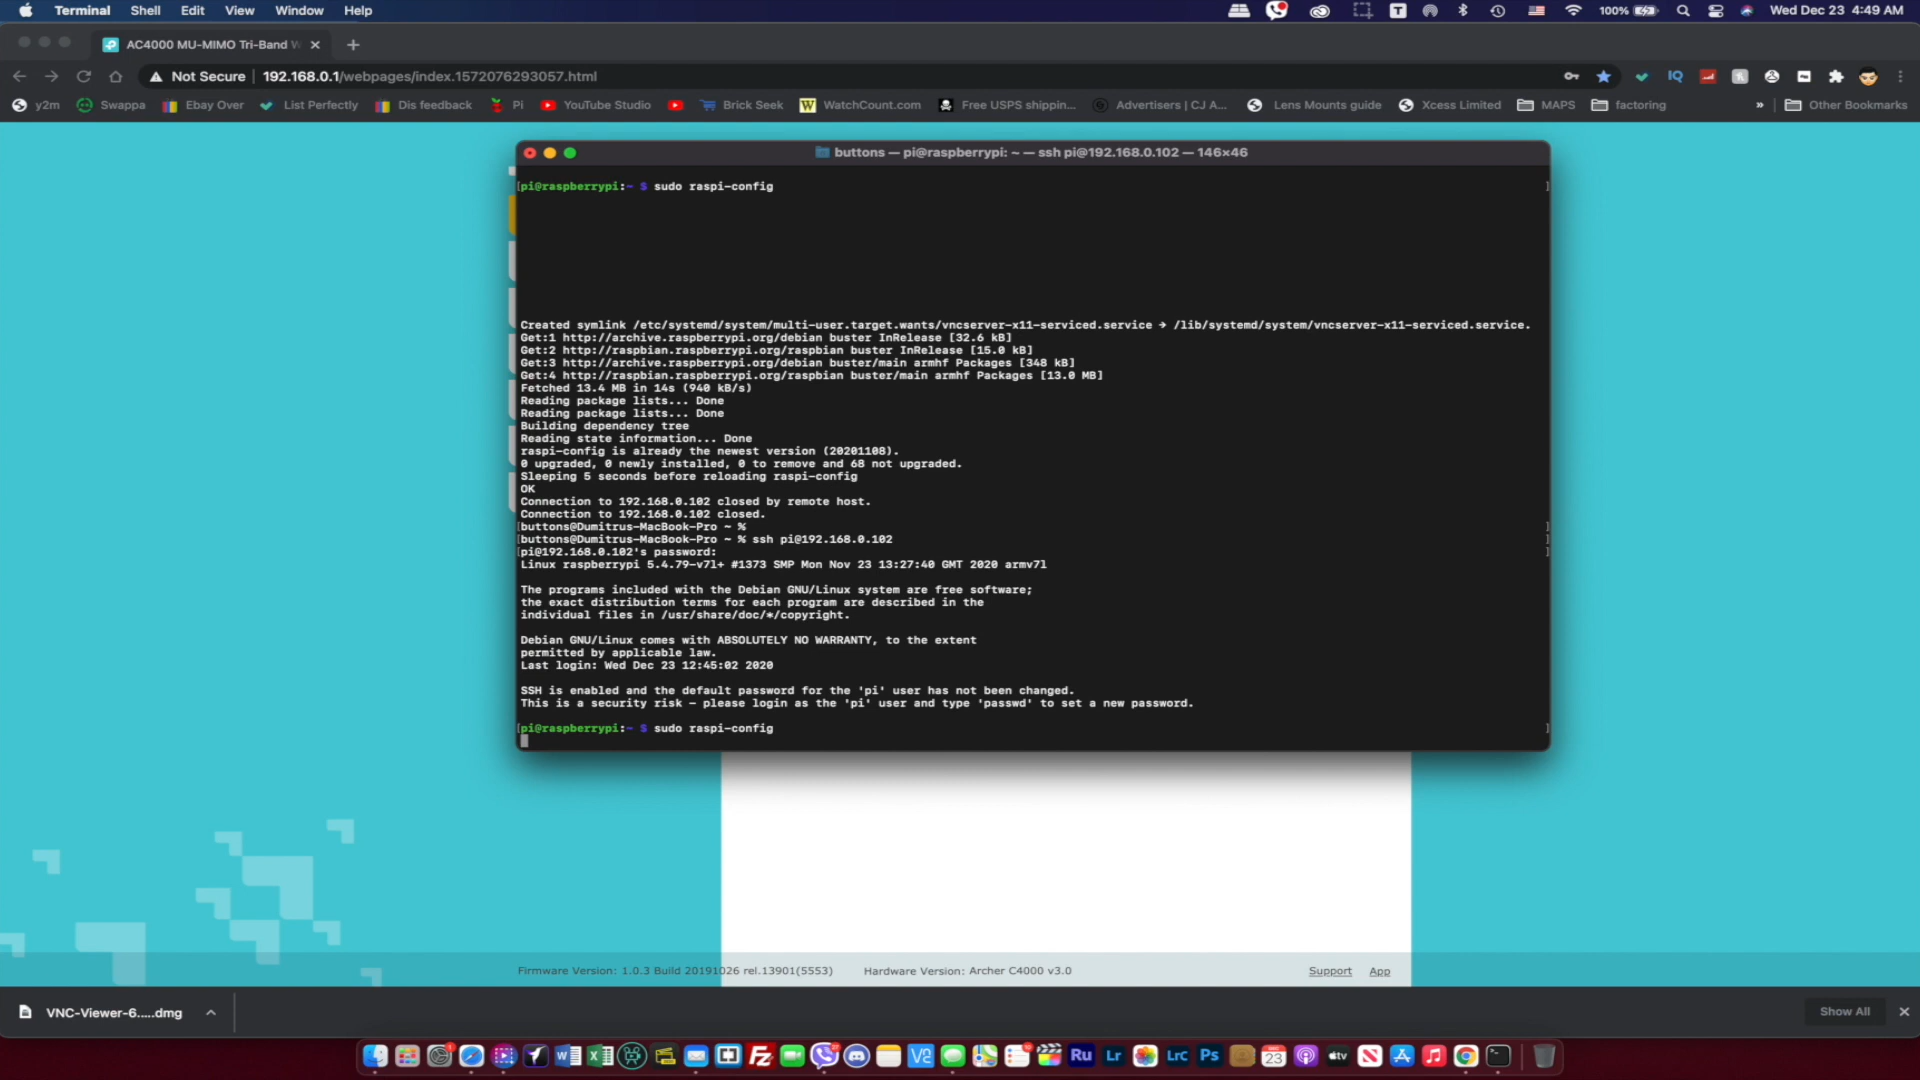 Terminal Shell Edit View Window Help 100% Wed Dec 23 4:49 AM
AC4000 MU-MIMO Tri-Band W
Not Secure 192.168.0.1/webpages/index.1572076293057.html
y2m Swappa Ebay Over List Perfectly Dis feedback Pi YouTube Studio Brick Seek WatchCount.com Free USPS shippin... Advertisers | CJ A... Lens Mounts guide Xcess Limited MAPS factoring » Other Bookmarks
buttons — pi@raspberrypi: ~ — ssh pi@192.168.0.102 — 146×46
[pi@raspberrypi:~ $ sudo raspi-config ]
Created symlink /etc/systemd/system/multi-user.target.wants/vncserver-x11-serviced.service → /lib/systemd/system/vncserver-x11-serviced.service.
Get:1 http://archive.raspberrypi.org/debian buster InRelease [32.6 kB]
Get:2 http://raspbian.raspberrypi.org/raspbian buster InRelease [15.0 kB]
Get:3 http://archive.raspberrypi.org/debian buster/main armhf Packages [348 kB]
Get:4 http://raspbian.raspberrypi.org/raspbian buster/main armhf Packages [13.0 MB]
Fetched 13.4 MB in 14s (940 kB/s)
Reading package lists... Done
Reading package lists... Done
Building dependency tree
Reading state information... Done
raspi-config is already the newest version (20201108).
0 upgraded, 0 newly installed, 0 to remove and 68 not upgraded.
Sleeping 5 seconds before reloading raspi-config
OK
Connection to 192.168.0.102 closed by remote host.
Connection to 192.168.0.102 closed.
[buttons@Dumitrus-MacBook-Pro ~ % ]
[buttons@Dumitrus-MacBook-Pro ~ % ssh pi@192.168.0.102 ]
[pi@192.168.0.102's password: ]
Linux raspberrypi 5.4.79-v7l+ #1373 SMP Mon Nov 23 13:27:40 GMT 2020 armv7l
The programs included with the Debian GNU/Linux system are free software;
the exact distribution terms for each program are described in the
individual files in /usr/share/doc/*/copyright.
Debian GNU/Linux comes with ABSOLUTELY NO WARRANTY, to the extent
permitted by applicable law.
Last login: Wed Dec 23 12:45:02 2020
SSH is enabled and the default password for the 'pi' user has not been changed.
This is a security risk – please login as the 'pi' user and type 'passwd' to set a new password.
[pi@raspberrypi:~ $ sudo raspi-config ]
Firmware Version: 1.0.3 Build 20191026 rel.13901(5553) Hardware Version: Archer C4000 v3.0 Support App
VNC-Viewer-6.....dmg Show All
W X Fz V2 Ru Lr Lrc Ps 23 tv N